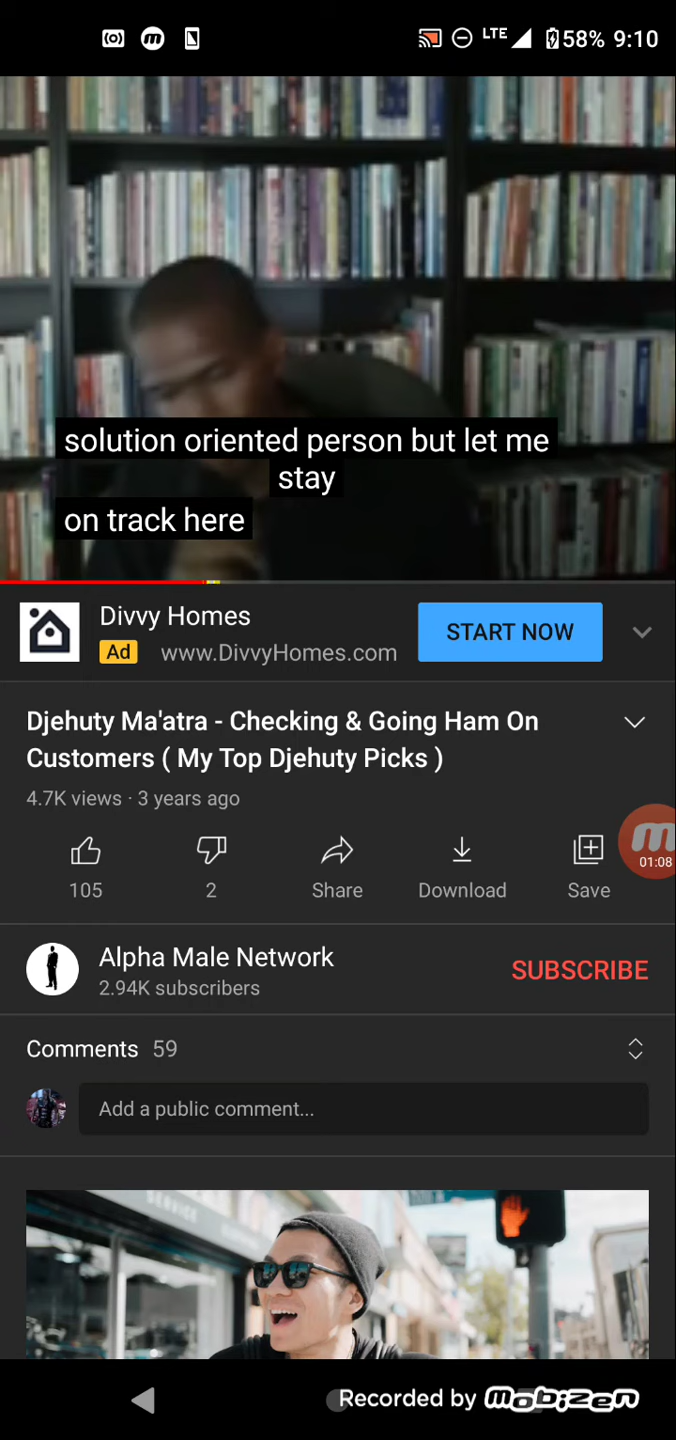 LTE 58% 9:10
solution oriented person but let me
stay
on track here
Divvy Homes
Ad www.DivvyHomes.com
START NOW
Djehuty Ma'atra - Checking & Going Ham On
Customers ( My Top Djehuty Picks )
4.7K views · 3 years ago
105 2 Share Download Save
01:08
Alpha Male Network
2.94K subscribers
SUBSCRIBE
Comments 59
Add a public comment...
SERVICE
Recorded by mobizen